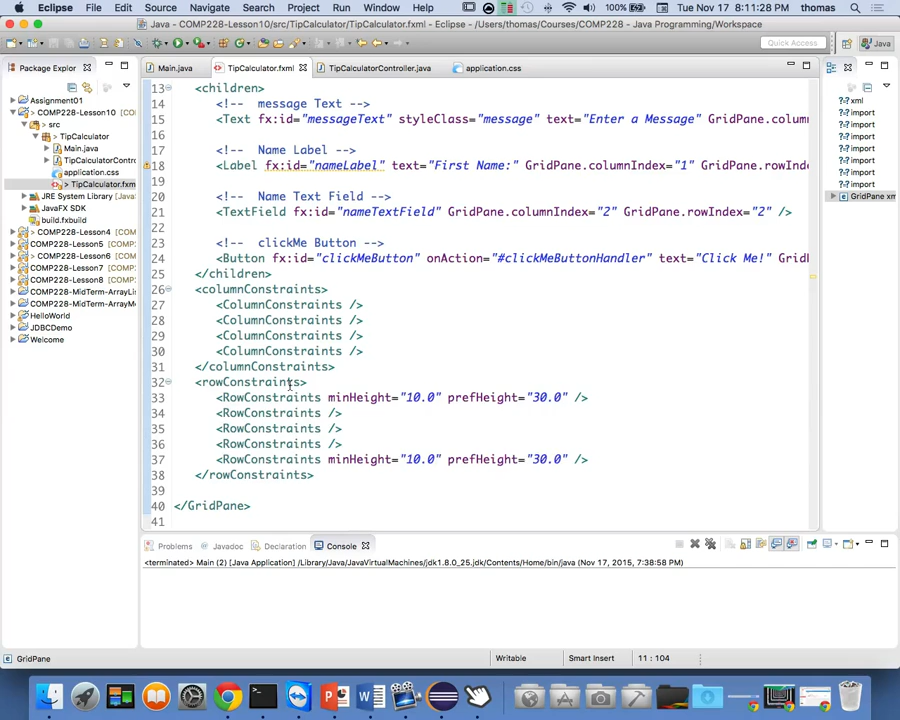 Eclipse File Edit Source Navigate Search Project Run Window Help 100% Tue Nov 17 8:11:28 PM thomas
Java - COMP228-Lesson10/src/TipCalculator/TipCalculator.fxml - Eclipse - /Users/thomas/Courses/COMP228 - Java Programming/Workspace
Quick Access Java
Package Explor
Main.java TipCalculator.fxml TipCalculatorController.java application.css
Assignment01
> COMP228-Lesson10
> src
> TipCalculator
Main.java
TipCalculatorContro
application.css
> TipCalculator.fxm
JRE System Library
JavaFX SDK
build.fxbuild
> COMP228-Lesson4
COMP228-Lesson5
> COMP228-Lesson6
COMP228-Lesson7
COMP228-Lesson8
COMP228-MidTerm-ArrayLis
COMP228-MidTerm-ArrayMe
HelloWorld
JDBCDemo
Welcome
13 <children>
14 <!-- message Text -->
15 <Text fx:id="messageText" styleClass="message" text="Enter a Message" GridPane.colum
16
17 <!-- Name Label -->
18 <Label fx:id="nameLabel" text="First Name:" GridPane.columnIndex="1" GridPane.rowInde
19
20 <!-- Name Text Field -->
21 <TextField fx:id="nameTextField" GridPane.columnIndex="2" GridPane.rowIndex="2" />
22
23 <!-- clickMe Button -->
24 <Button fx:id="clickMeButton" onAction="#clickMeButtonHandler" text="Click Me!" Grid
25 </children>
26 <columnConstraints>
27 <ColumnConstraints />
28 <ColumnConstraints />
29 <ColumnConstraints />
30 <ColumnConstraints />
31 </columnConstraints>
32 <rowConstraints>
33 <RowConstraints minHeight="10.0" prefHeight="30.0" />
34 <RowConstraints />
35 <RowConstraints />
36 <RowConstraints />
37 <RowConstraints minHeight="10.0" prefHeight="30.0" />
38 </rowConstraints>
39
40 </GridPane>
41
?-? xml
?-? import
?-? import
?-? import
?-? import
?-? import
?-? import
?-? import
GridPane xm
Problems Javadoc Declaration Console
<terminated> Main (2) [Java Application] /Library/Java/JavaVirtualMachines/jdk1.8.0_25.jdk/Contents/Home/bin/java (Nov 17, 2015, 7:38:58 PM)
GridPane Writable Smart Insert 11 : 104